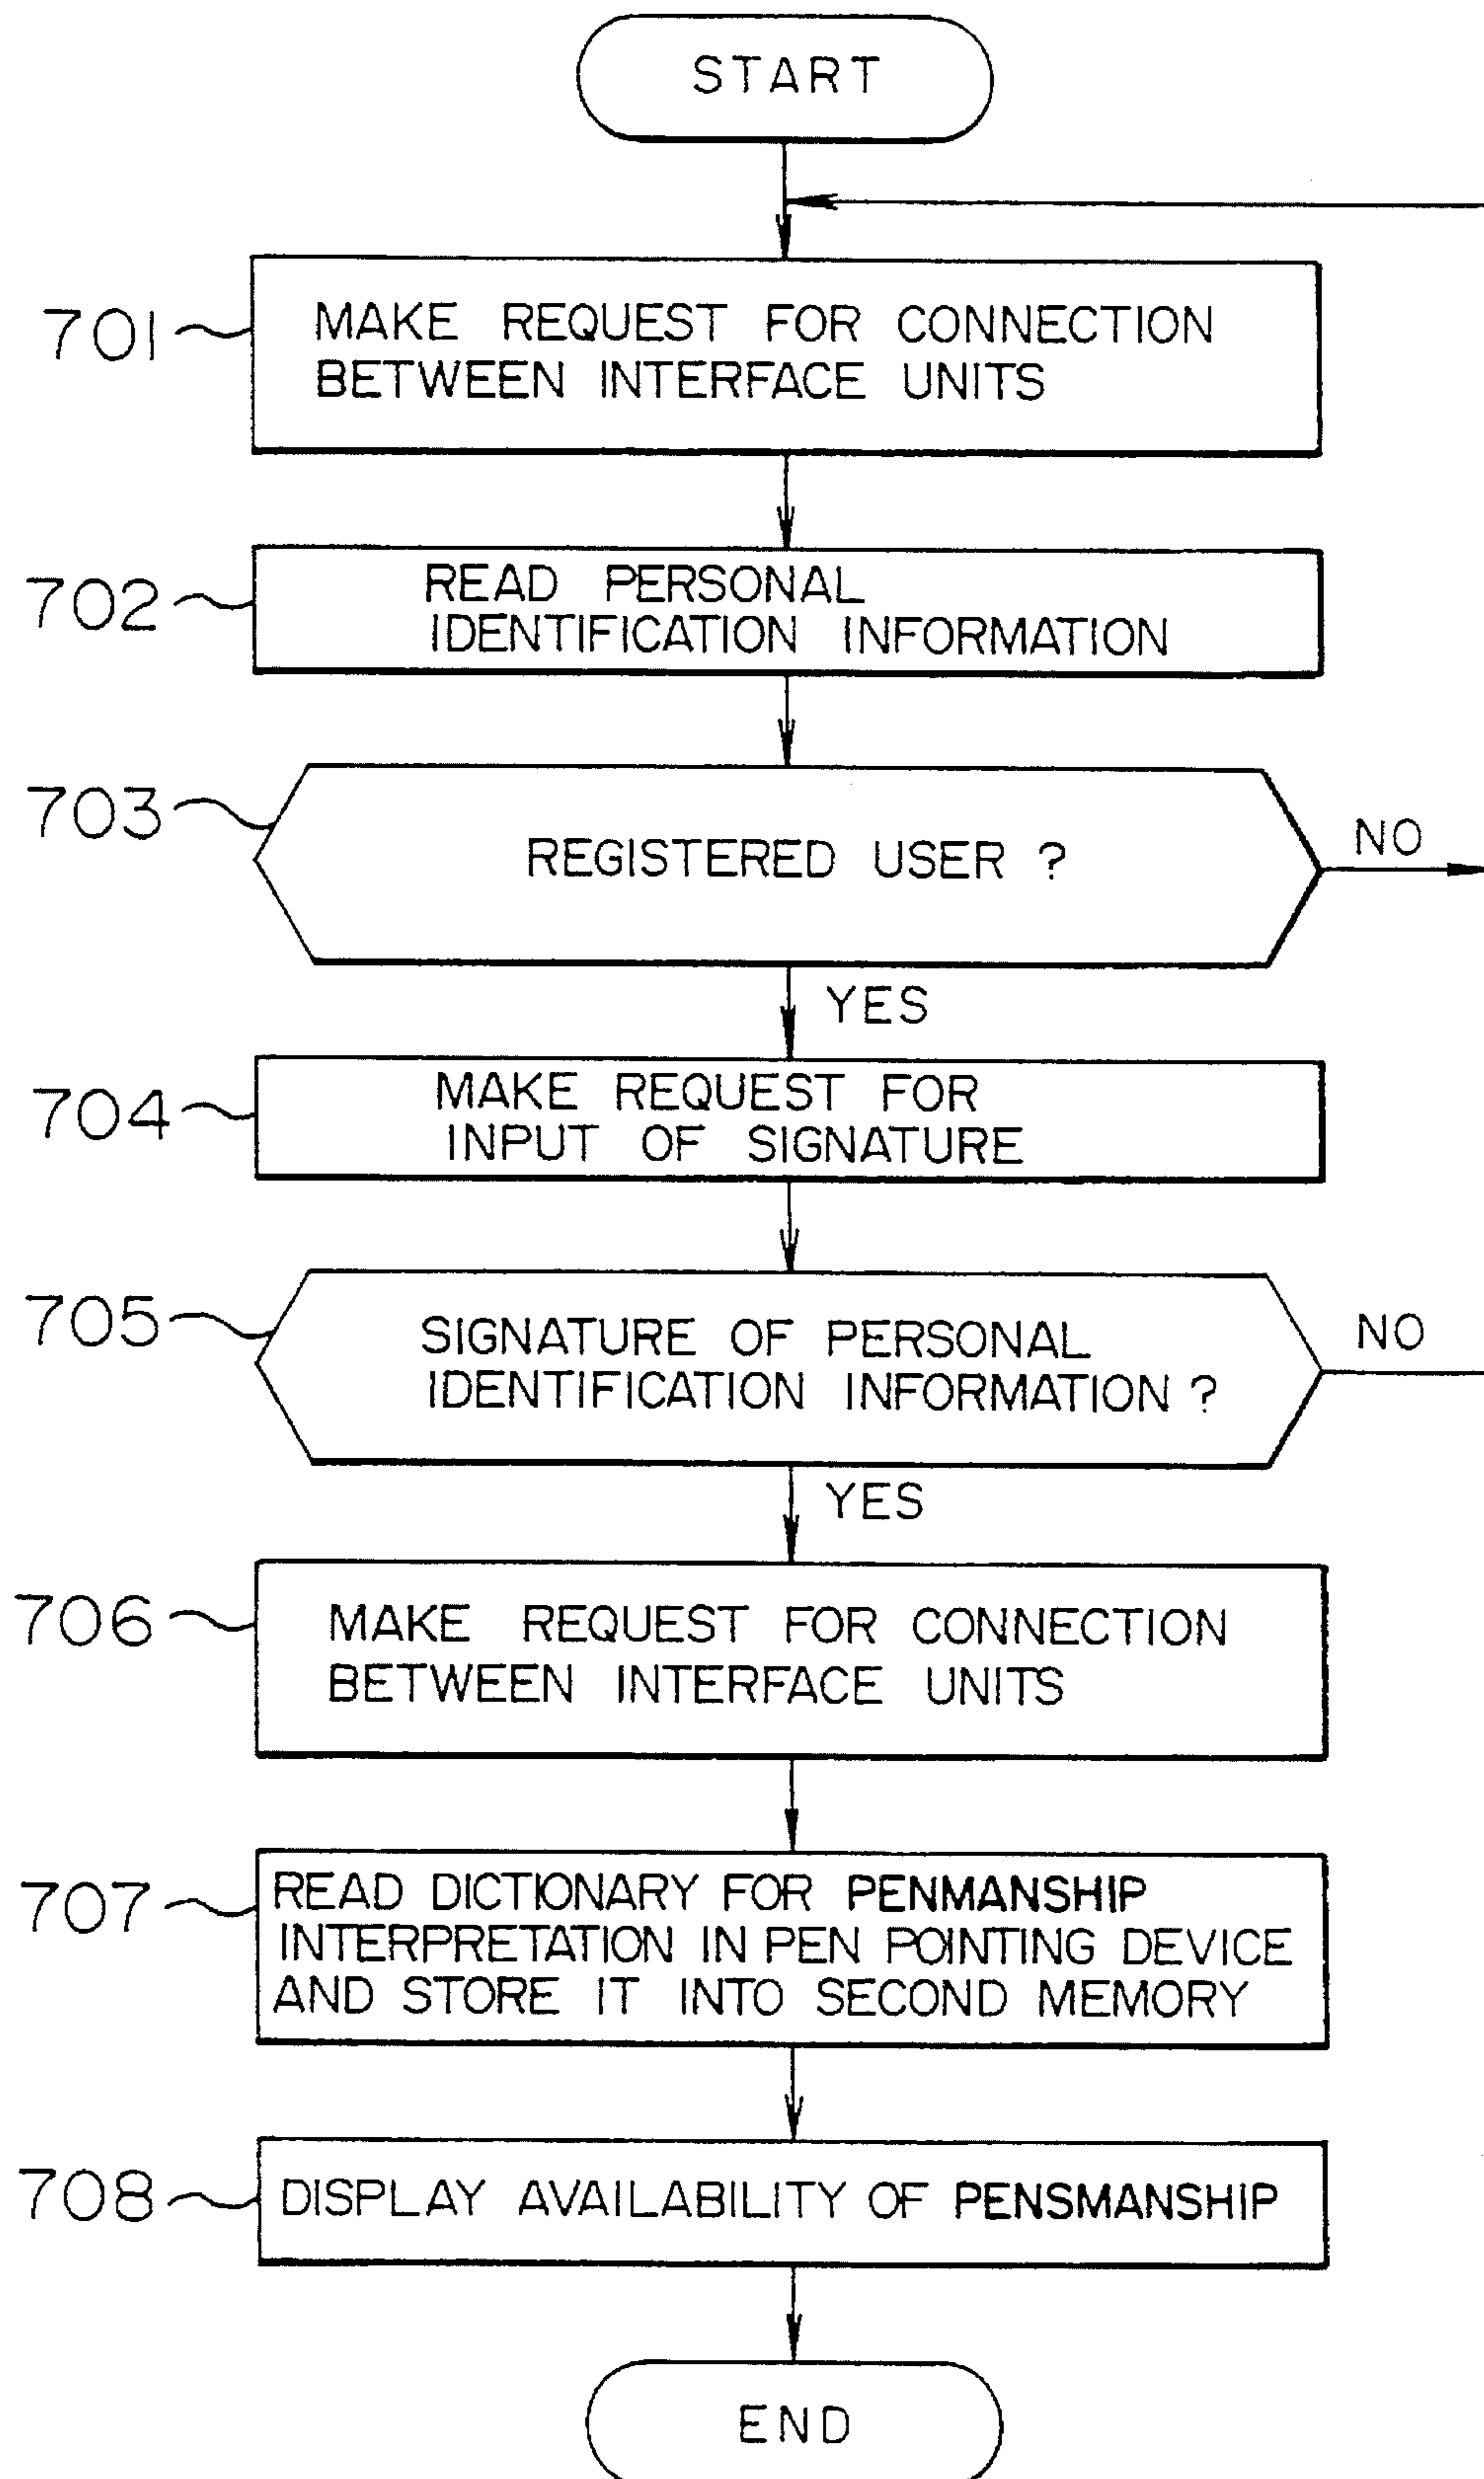 START
701
MAKE REQUEST FOR CONNECTION
BETWEEN INTERFACE UNITS
702
READ PERSONAL
IDENTIFICATION INFORMATION
703
REGISTERED USER ?
NO
YES
704
MAKE REQUEST FOR
INPUT OF SIGNATURE
705
SIGNATURE OF PERSONAL
IDENTIFICATION INFORMATION ?
NO
YES
706
MAKE REQUEST FOR CONNECTION
BETWEEN INTERFACE UNITS
707
READ DICTIONARY FOR PENMANSHIP
INTERPRETATION IN PEN POINTING DEVICE
AND STORE IT INTO SECOND MEMORY
708
DISPLAY AVAILABILITY OF PENSMANSHIP
END